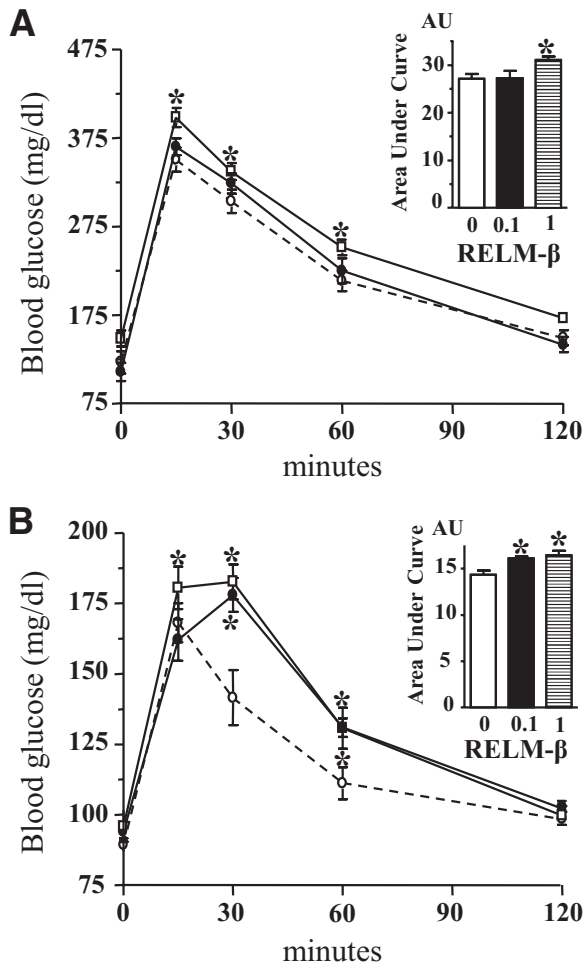 A
Blood glucose (mg/dl)
475
375
275
175
75
0
30
60
90
120
minutes
*
*
*
AU
Area Under Curve
30
20
10
0
*
0 0.1 1
RELM-β
B
Blood glucose (mg/dl)
200
175
150
125
100
75
0
30
60
90
120
minutes
*
*
*
*
*
AU
Area Under Curve
15
10
5
0
*
*
0 0.1 1
RELM-β